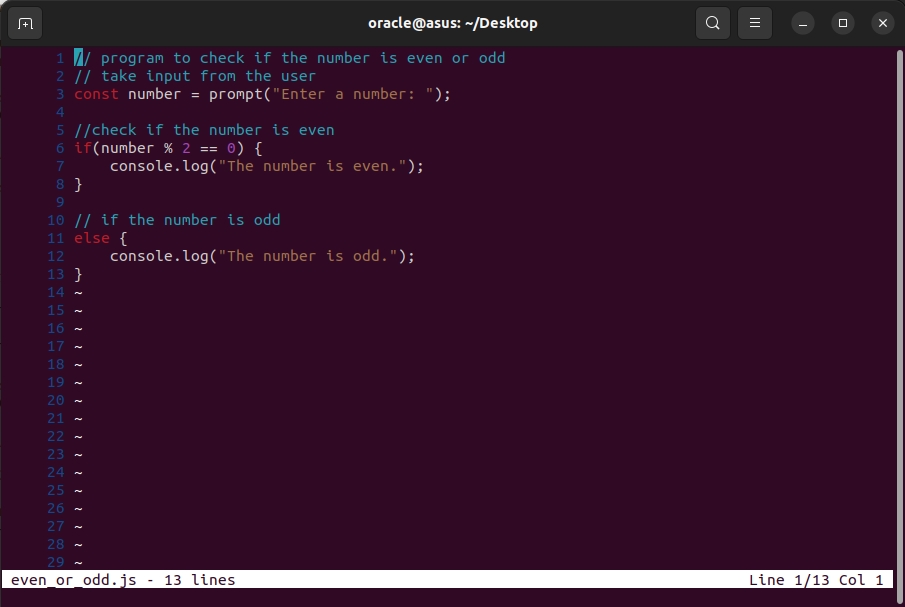 oracle@asus: ~/Desktop
1 // program to check if the number is even or odd
2 // take input from the user
3 const number = prompt("Enter a number: ");
4
5 //check if the number is even
6 if(number % 2 == 0) {
7     console.log("The number is even.");
8 }
9
10 // if the number is odd
11 else {
12     console.log("The number is odd.");
13 }
14 ~
15 ~
16 ~
17 ~
18 ~
19 ~
20 ~
21 ~
22 ~
23 ~
24 ~
25 ~
26 ~
27 ~
28 ~
29 ~
even_or_odd.js - 13 lines Line 1/13 Col 1